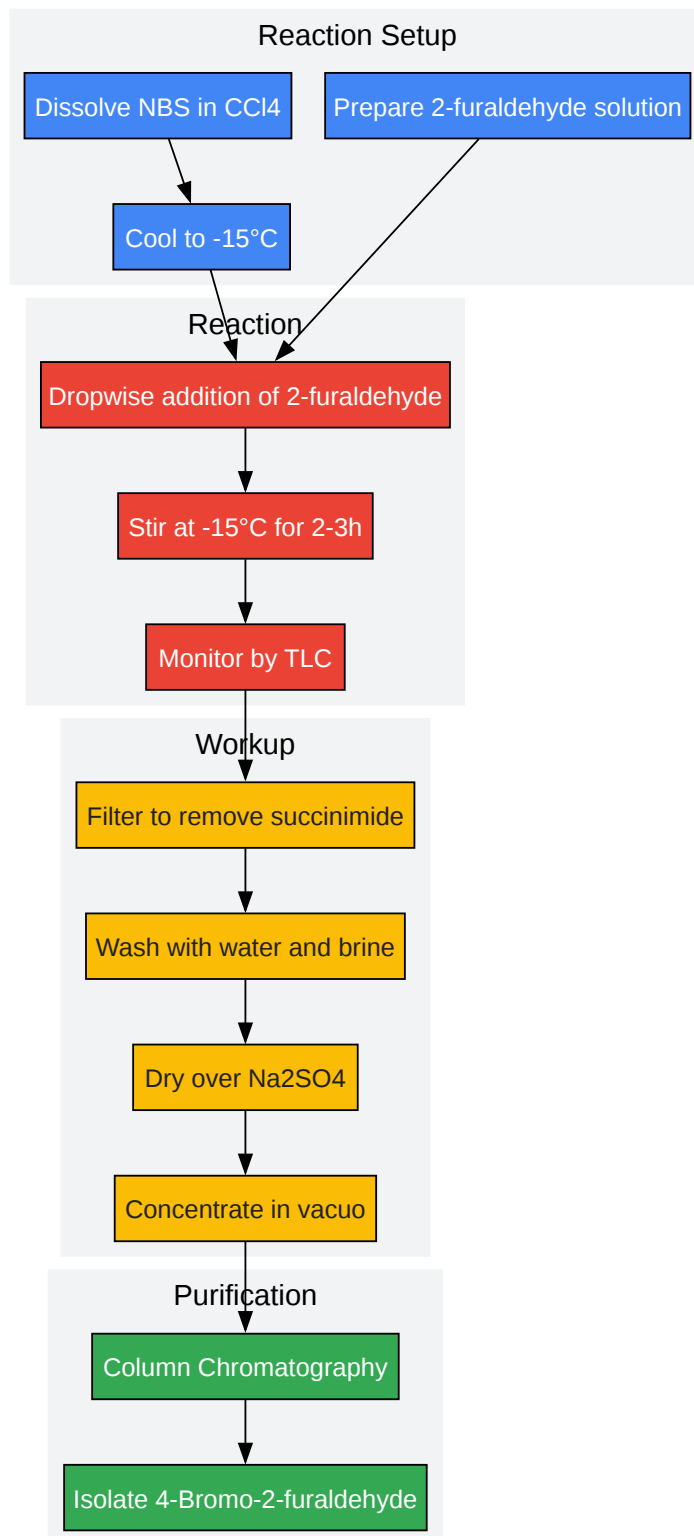 Reaction Setup
Dissolve NBS in CCl4
Prepare 2-furaldehyde solution
Cool to -15°C
Reaction
Dropwise addition of 2-furaldehyde
Stir at -15°C for 2-3h
Monitor by TLC
Workup
Filter to remove succinimide
Wash with water and brine
Dry over Na2SO4
Concentrate in vacuo
Purification
Column Chromatography
Isolate 4-Bromo-2-furaldehyde